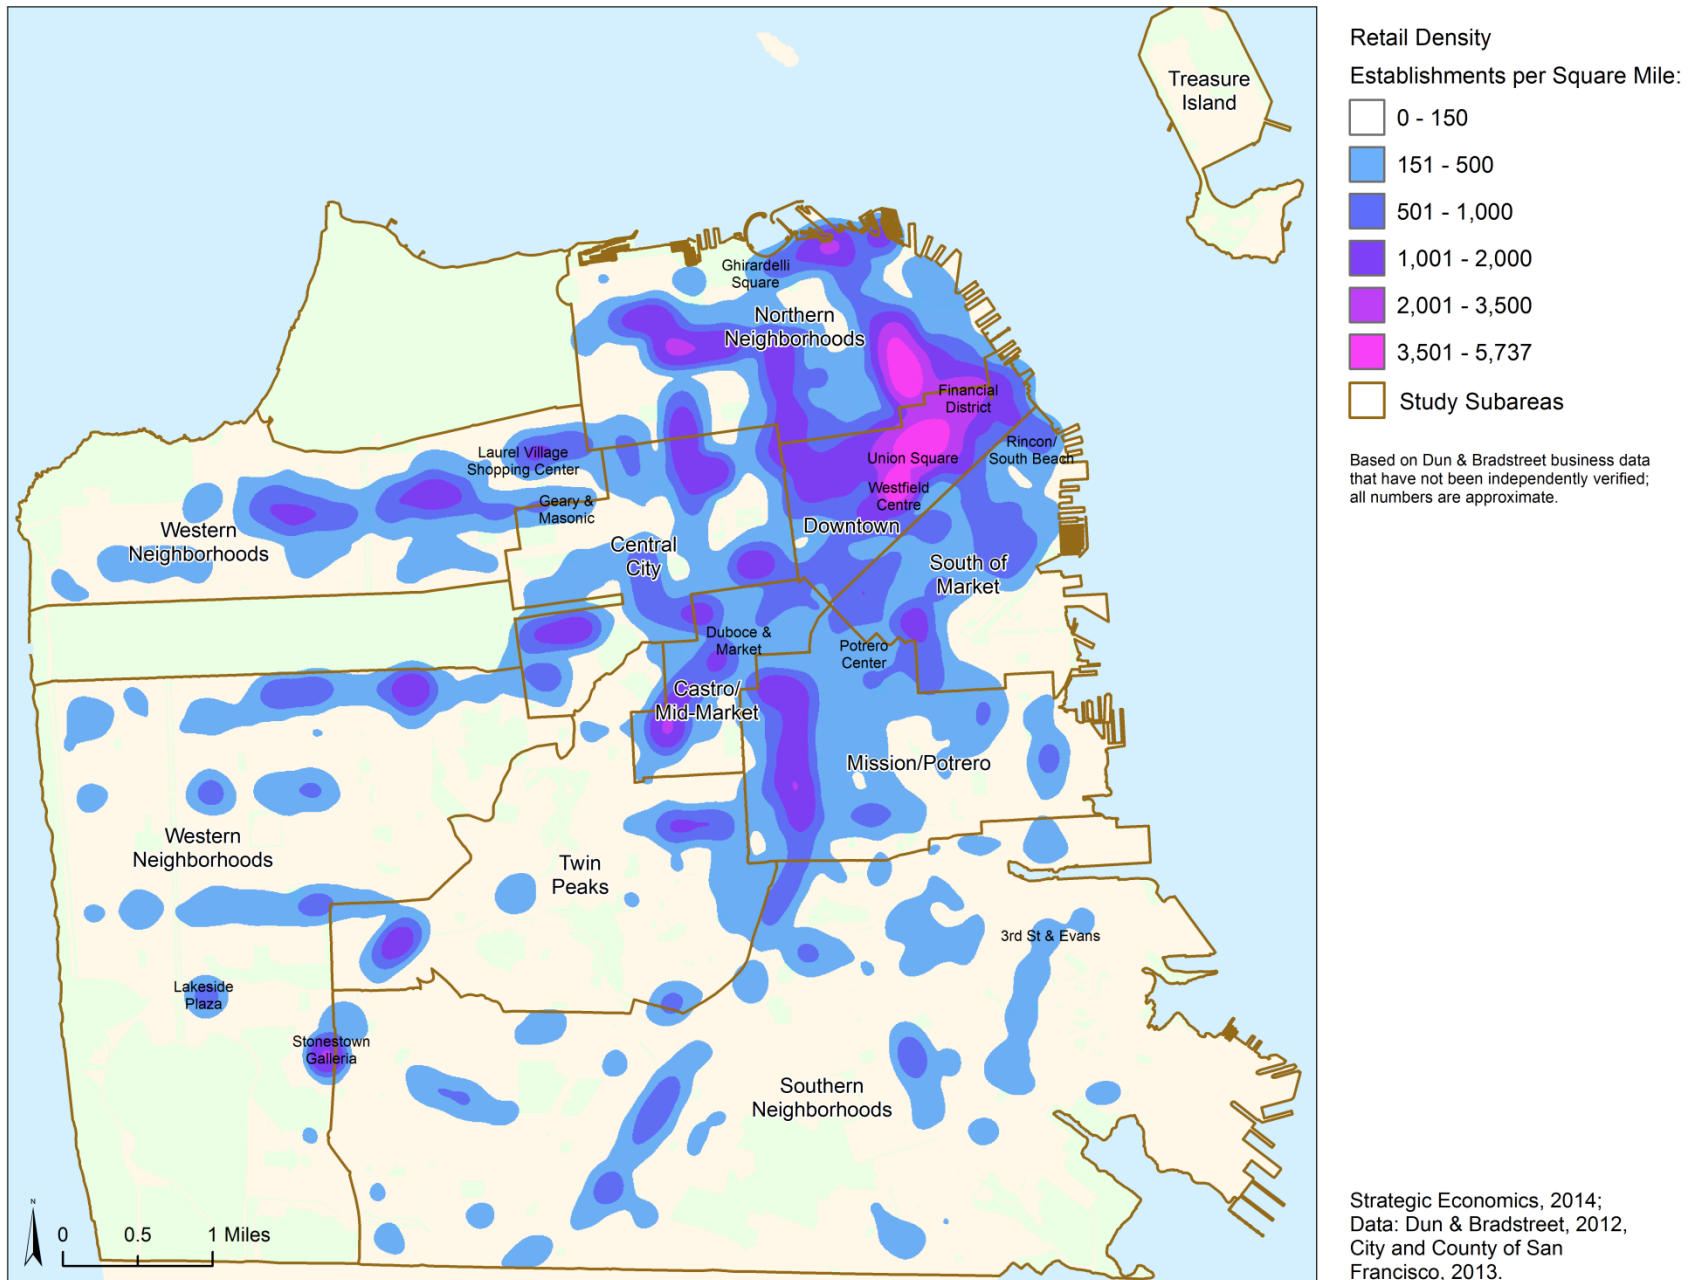 Treasure
Island
Ghirardelli
Square
Northern
Neighborhoods
Financial
District
Rincon/
South Beach
Union Square
Westfield
Centre
Downtown
Laurel Village
Shopping Center
Geary &
Masonic
Western
Neighborhoods
Central
City
South of
Market
Duboce &
Market
Potrero
Center
Castro/
Mid-Market
Mission/Potrero
Western
Neighborhoods
Twin
Peaks
3rd St & Evans
Lakeside
Plaza
Stonestown
Galleria
Southern
Neighborhoods
N
0 0.5 1 Miles
Retail Density
Establishments per Square Mile:
0 - 150
151 - 500
501 - 1,000
1,001 - 2,000
2,001 - 3,500
3,501 - 5,737
Study Subareas
Based on Dun & Bradstreet business data
that have not been independently verified;
all numbers are approximate.
Strategic Economics, 2014;
Data: Dun & Bradstreet, 2012,
City and County of San
Francisco, 2013.